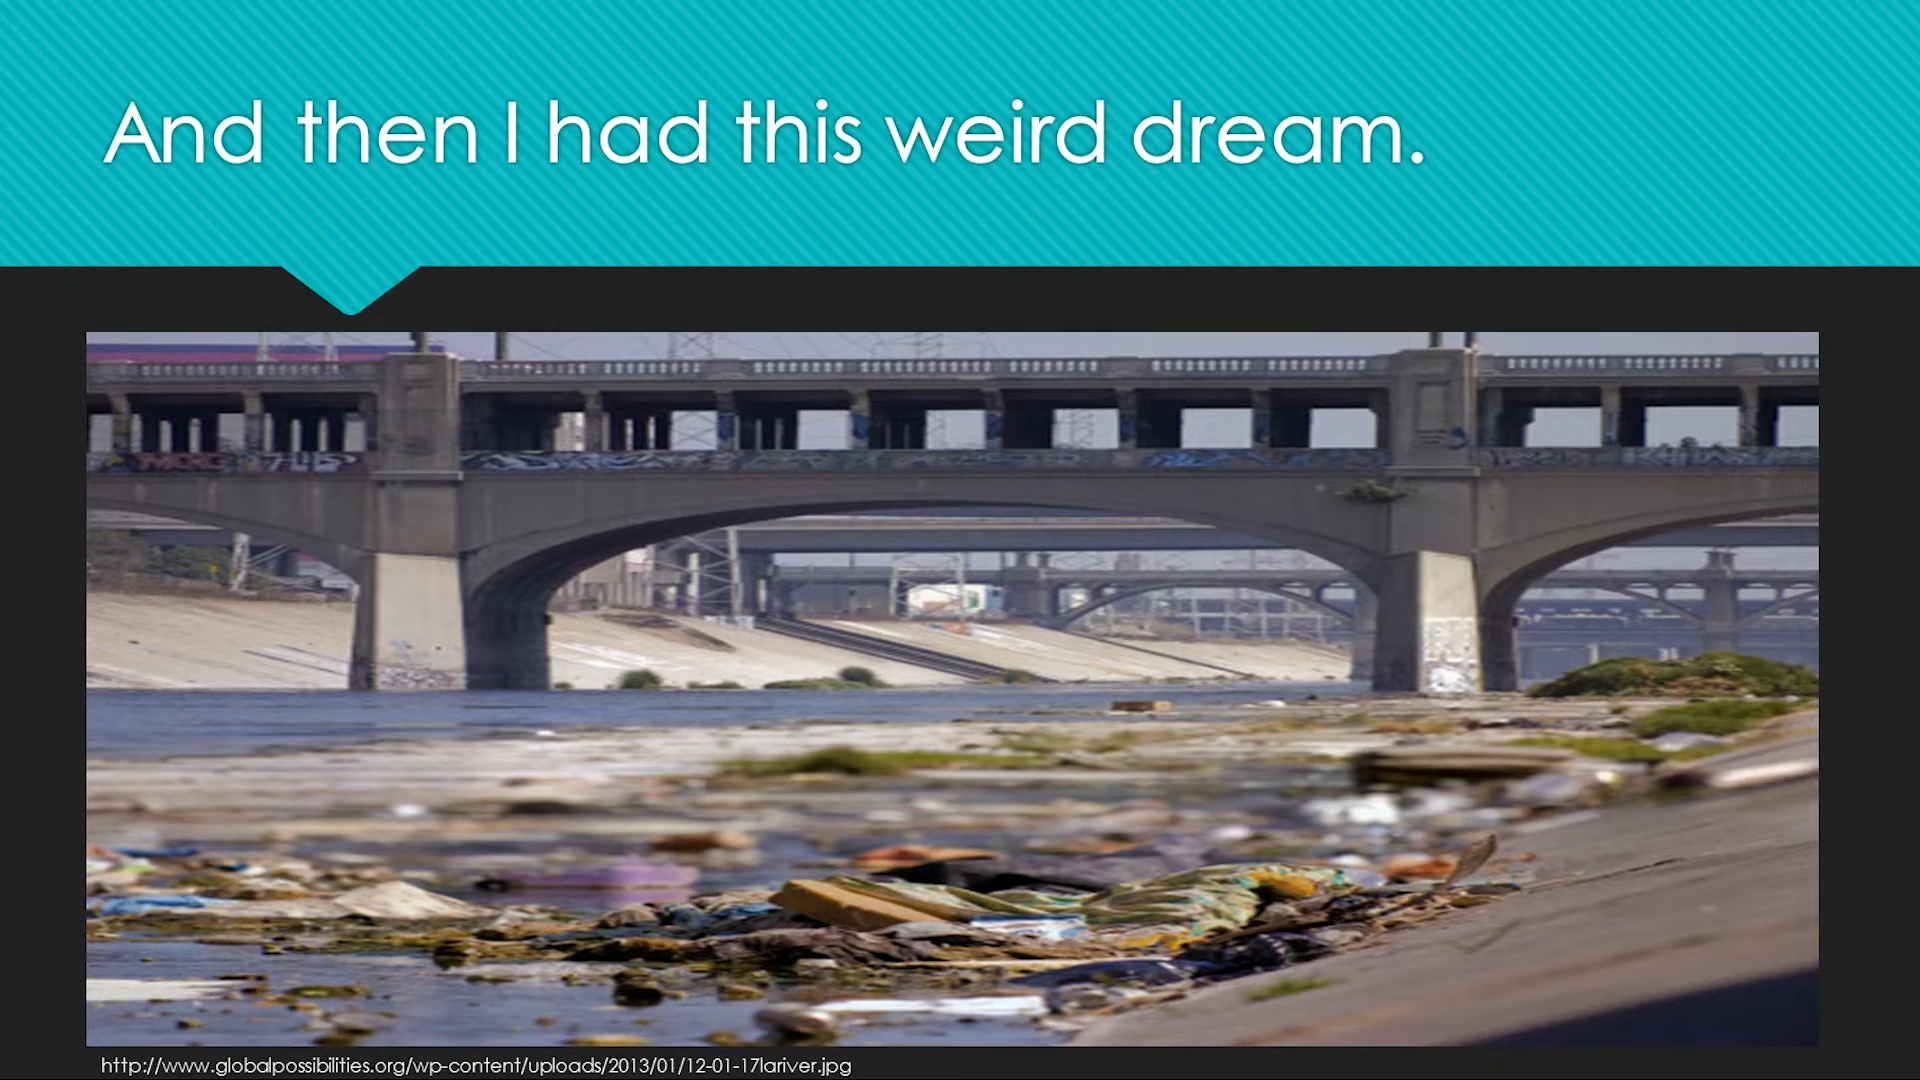 And then I had this weird dream.
http://www.globalpossibilities.org/wp-content/uploads/2013/01/12-01-17lariver.jpg